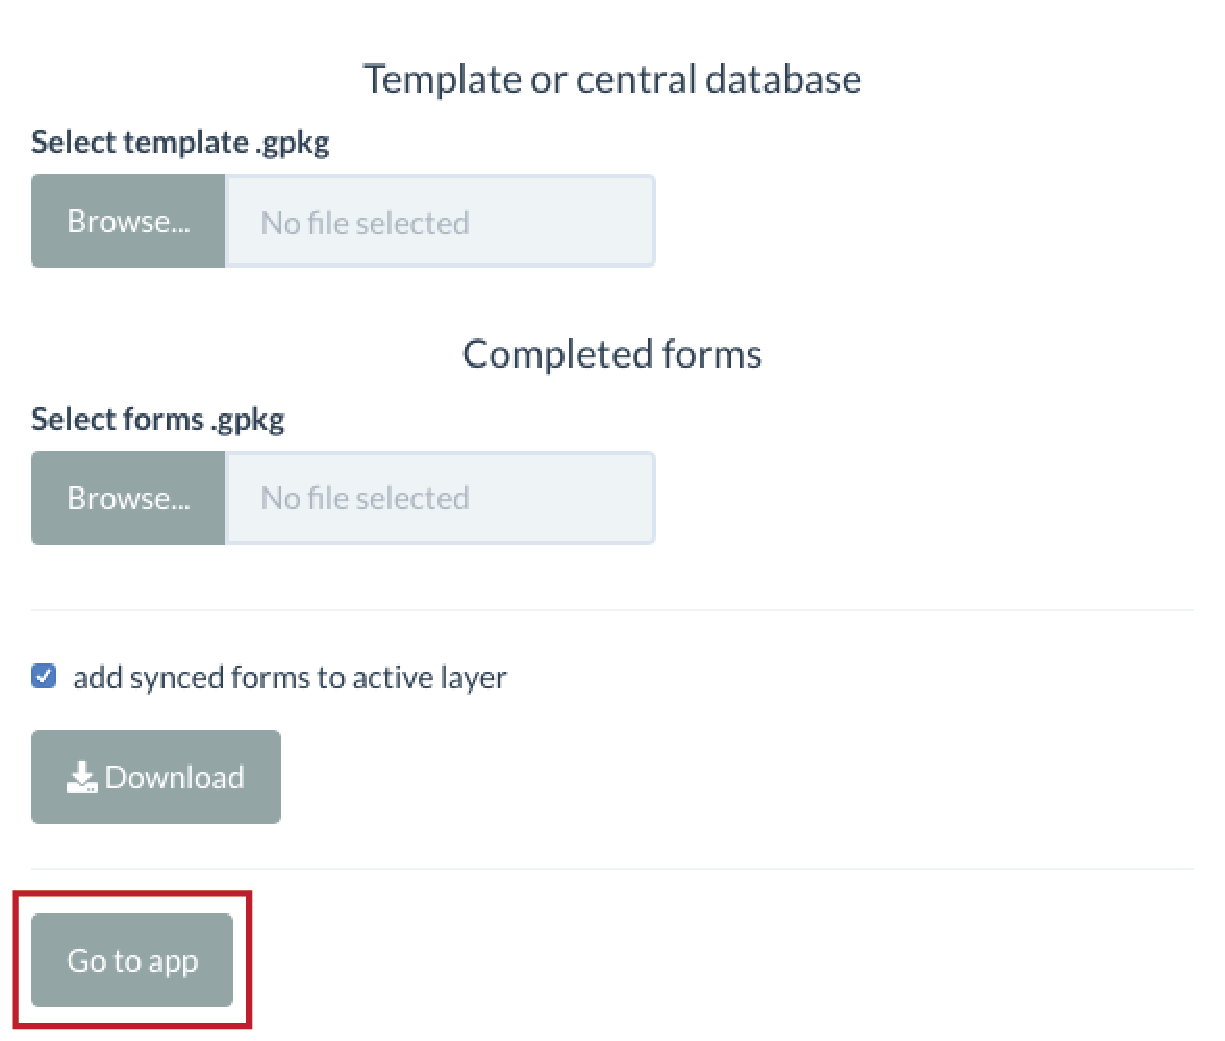 Template or central database
Select template .gpkg
Browse... No file selected
Completed forms
Select forms .gpkg
Browse... No file selected
add synced forms to active layer
Download
Go to app